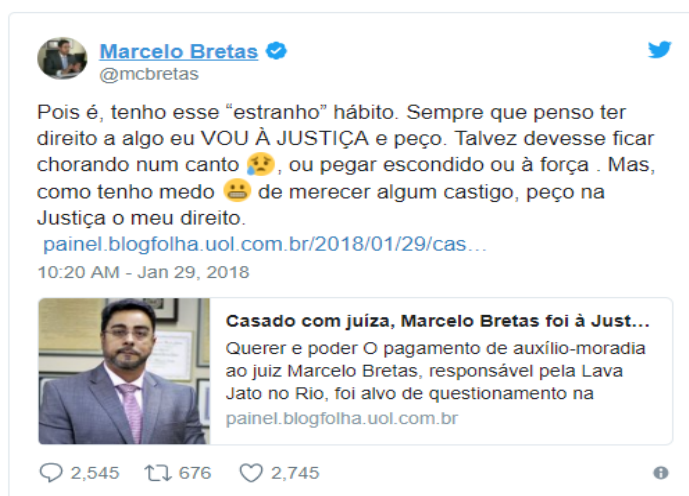 Marcelo Bretas
@mcbretas
Pois é, tenho esse “estranho” hábito. Sempre que penso ter
direito a algo eu VOU À JUSTIÇA e peço. Talvez devesse ficar
chorando num canto 😥, ou pegar escondido ou à força . Mas,
como tenho medo 😬 de merecer algum castigo, peço na
Justiça o meu direito.
painel.blogfolha.uol.com.br/2018/01/29/cas…
10:20 AM - Jan 29, 2018
Casado com juíza, Marcelo Bretas foi à Just…
Querer e poder O pagamento de auxílio-moradia
ao juiz Marcelo Bretas, responsável pela Lava
Jato no Rio, foi alvo de questionamento na
painel.blogfolha.uol.com.br
2,545 676 2,745